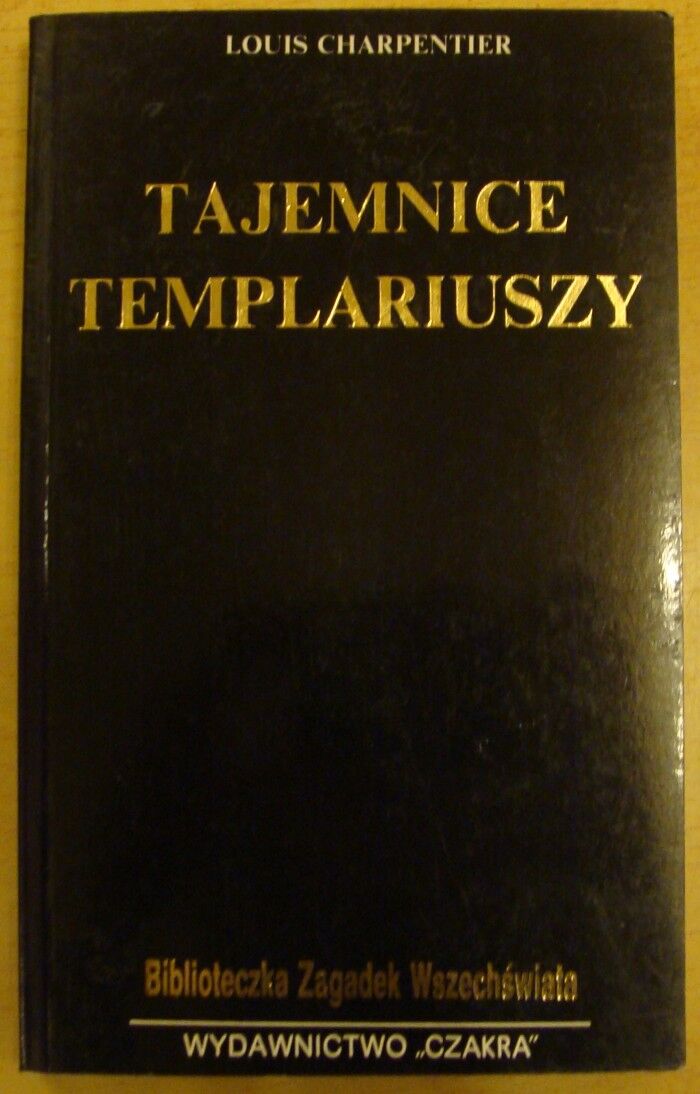 LOUIS CHARPENTIER
TAJEMNICE
TEMPLARIUSZY
Biblioteczka Zagadek Wszechświata
WYDAWNICTWO „CZAKRA”